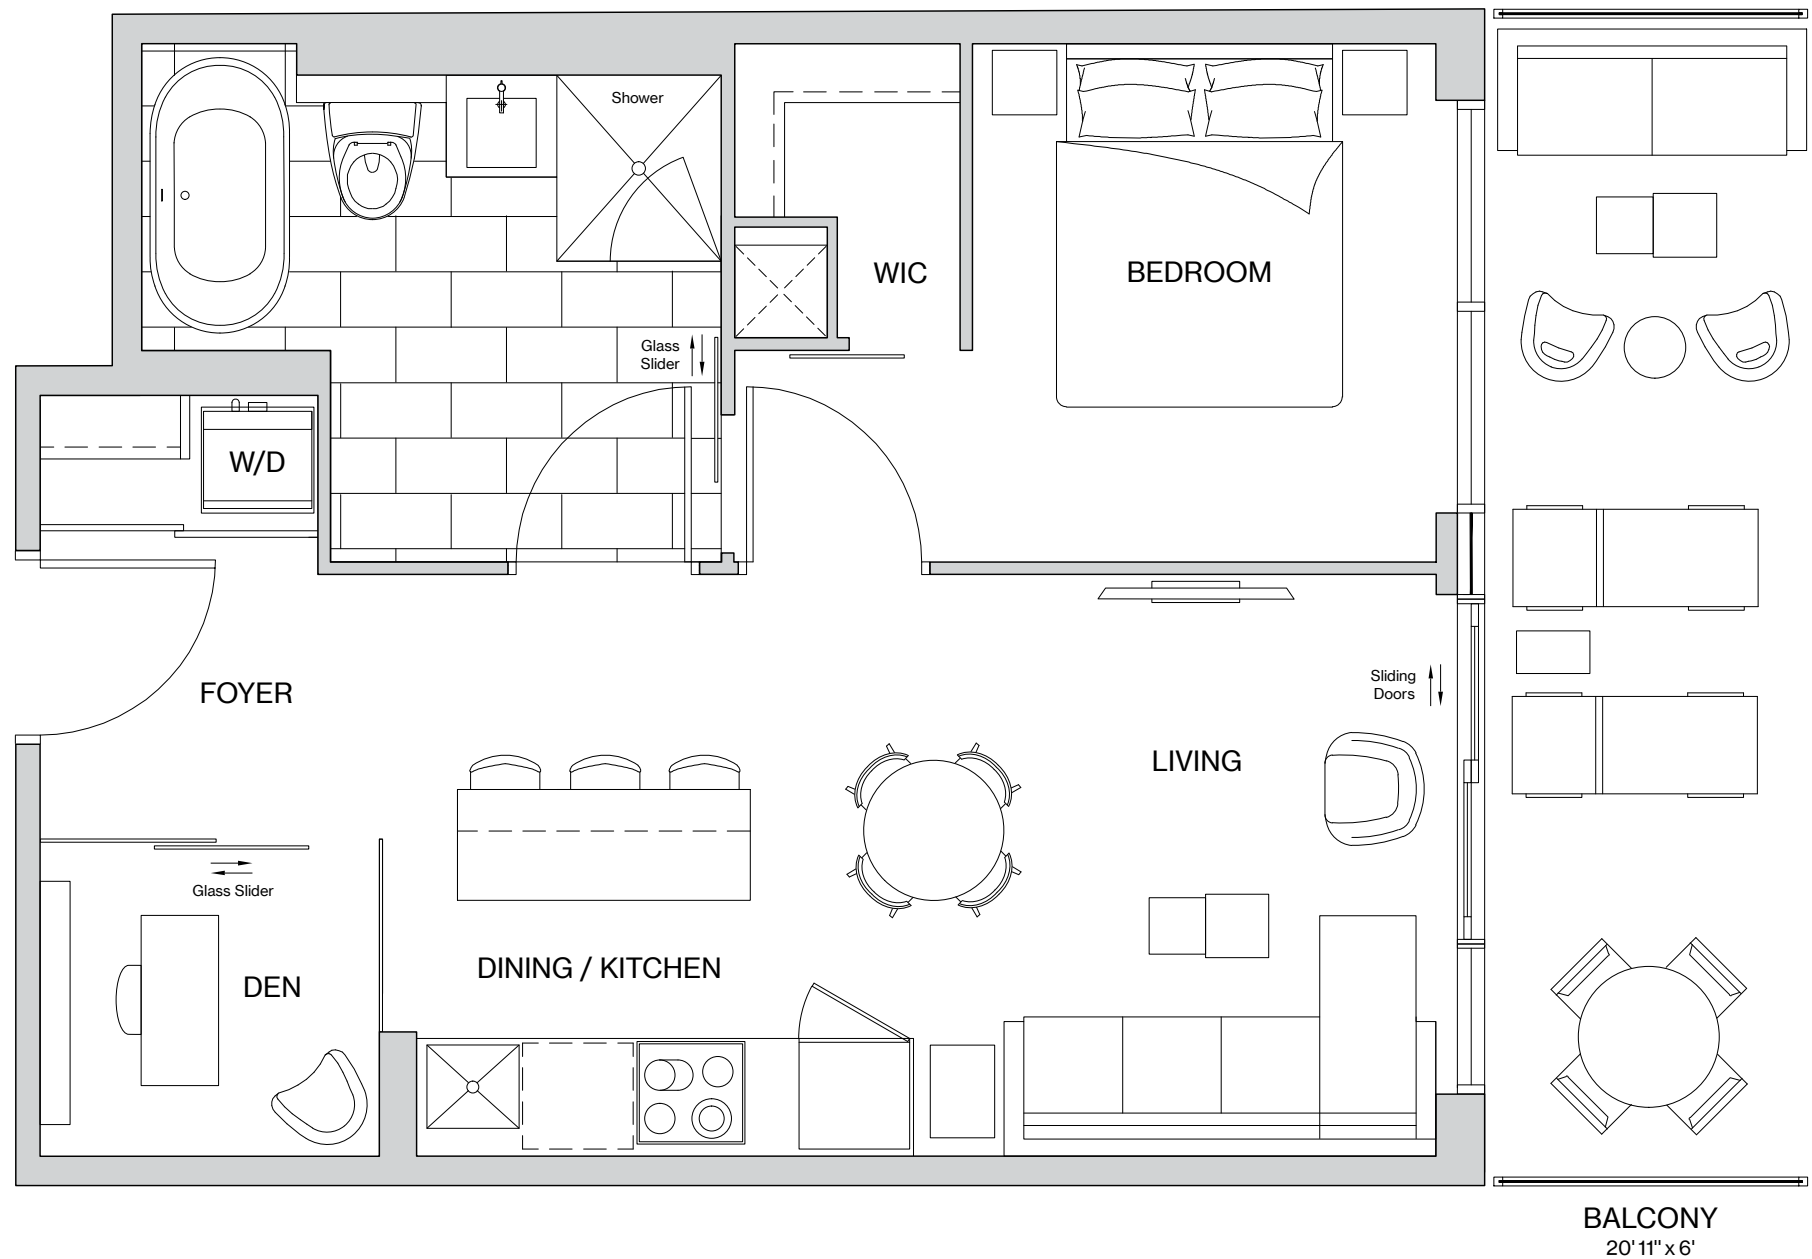 Shower
WIC
BEDROOM
Glass
Slider
W/D
FOYER
Sliding
Doors
LIVING
Glass Slider
DINING / KITCHEN
DEN
BALCONY
20' 11" x 6'